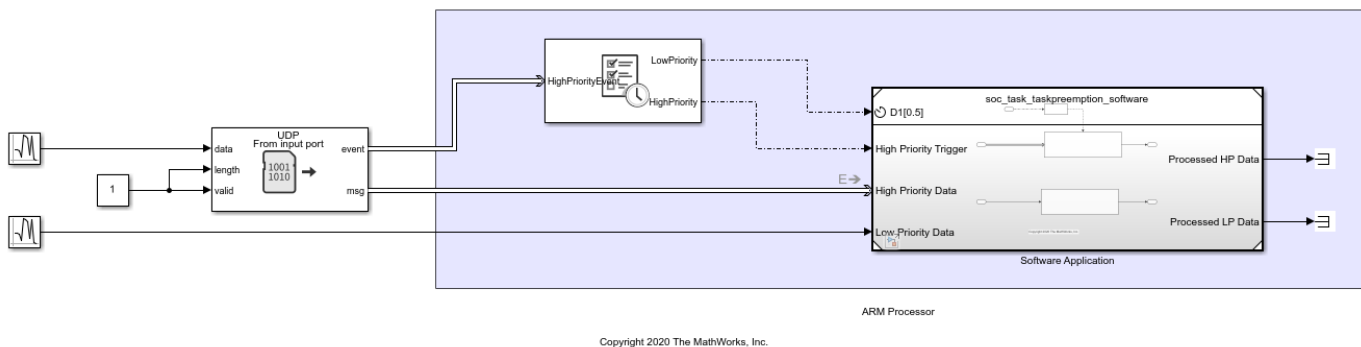 LowPriority
HighPriorityEvent
HighPriority
UDP
From input port
data
length
valid
event
msg
1001
1010
1
soc_task_taskpreemption_software
D1[0.5]
High Priority Trigger
High Priority Data
Low Priority Data
Processed HP Data
Processed LP Data
E
Software Application
ARM Processor
Copyright 2020 The MathWorks, Inc.